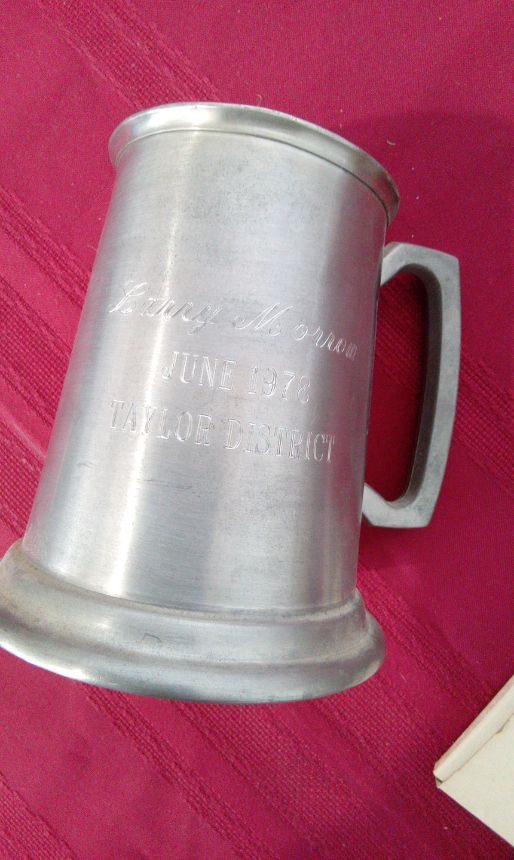 Larry Morrow
JUNE 1978
TAYLOR DISTRICT